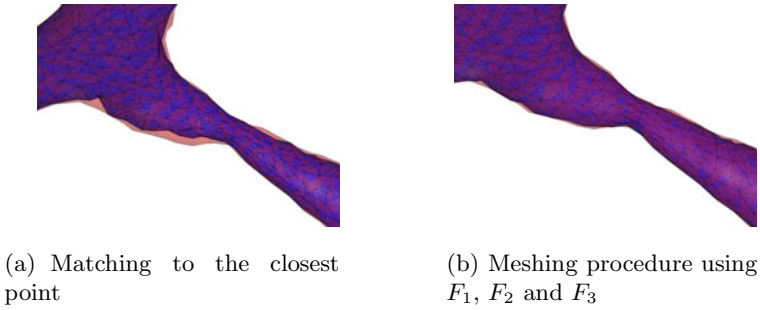 (a) Matching to the closest
point
(b) Meshing procedure using
F₁, F₂ and F₃